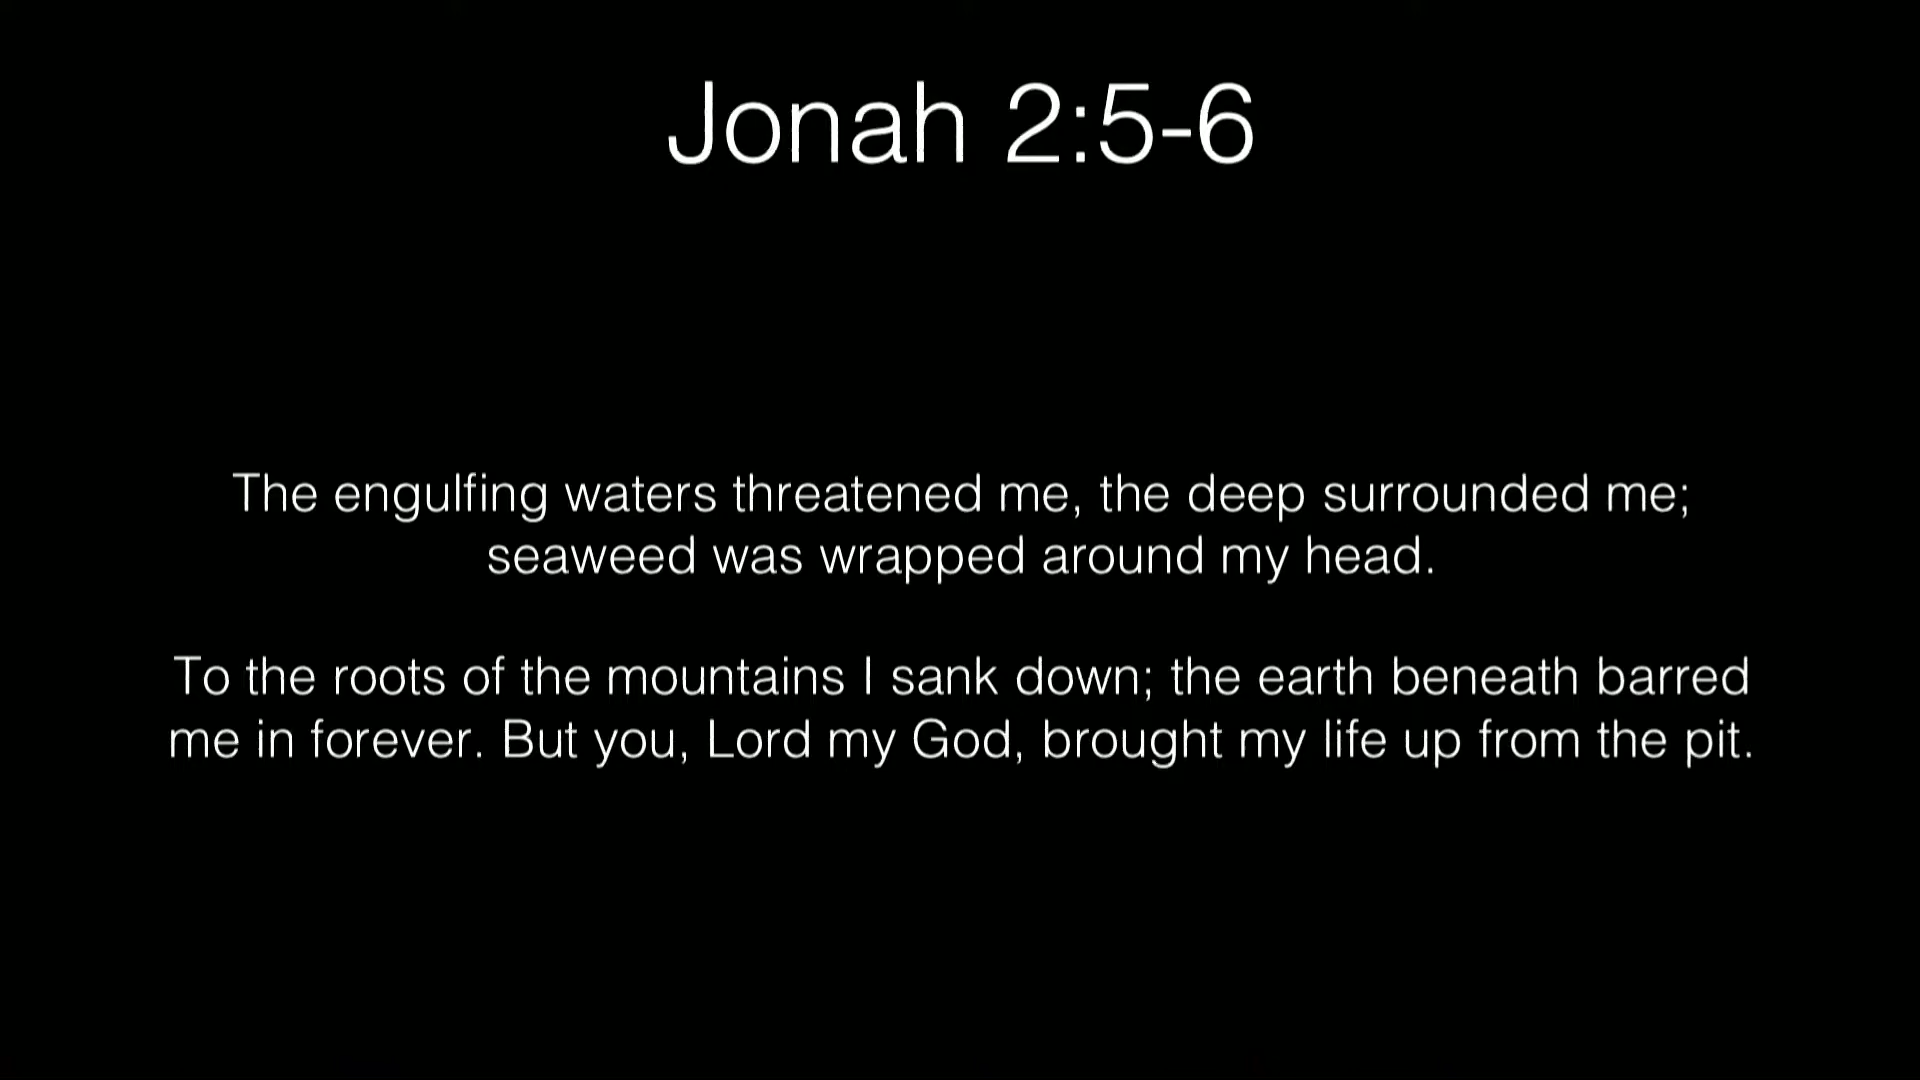 Jonah 2:5-6
The engulfing waters threatened me, the deep surrounded me;
seaweed was wrapped around my head.
To the roots of the mountains I sank down; the earth beneath barred
me in forever. But you, Lord my God, brought my life up from the pit.